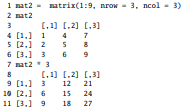 1 mat2 = matrix(1:9, nrow = 3, ncol = 3)
2 mat2
3 [,1] [,2] [,3]
4 [1,] 1 4 7
5 [2,] 2 5 8
6 [3,] 3 6 9
7 mat2 * 3
8 [,1] [,2] [,3]
9 [1,] 3 12 21
10 [2,] 6 15 24
11 [3,] 9 18 27